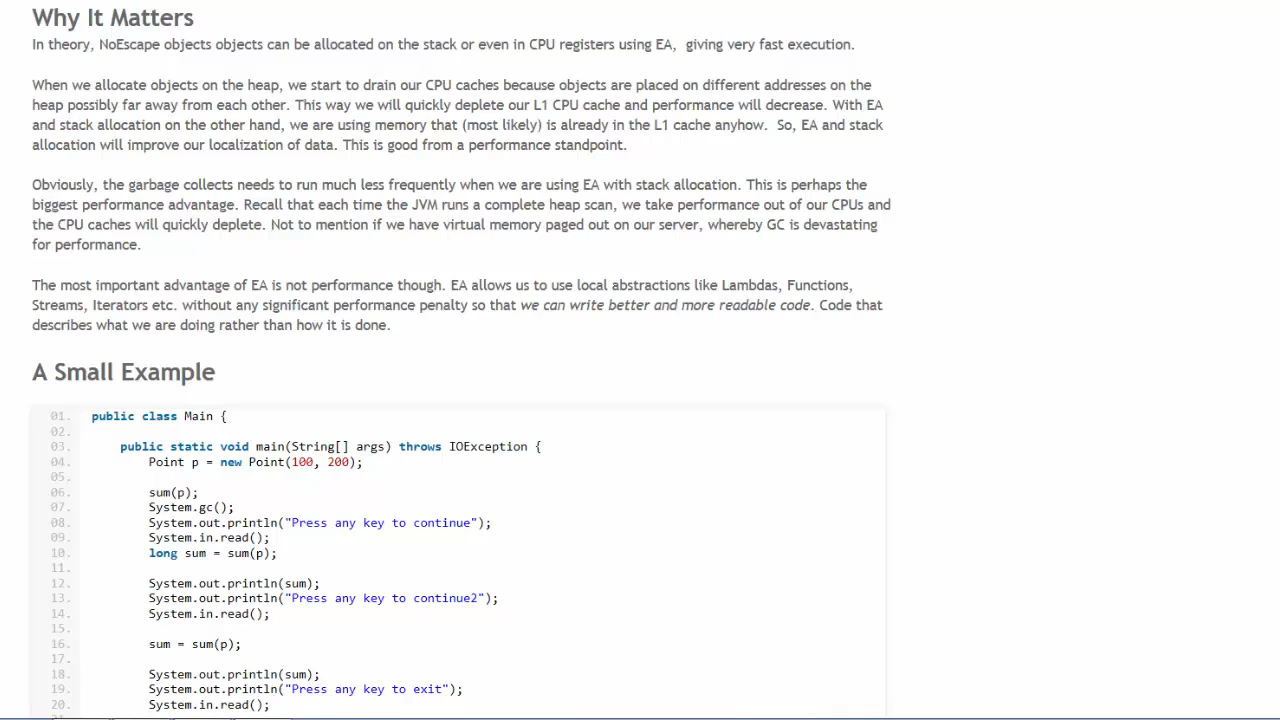 Why It Matters
In theory, NoEscape objects objects can be allocated on the stack or even in CPU registers using EA,  giving very fast execution.
When we allocate objects on the heap, we start to drain our CPU caches because objects are placed on different addresses on the
heap possibly far away from each other. This way we will quickly deplete our L1 CPU cache and performance will decrease. With EA
and stack allocation on the other hand, we are using memory that (most likely) is already in the L1 cache anyhow.  So, EA and stack
allocation will improve our localization of data. This is good from a performance standpoint.
Obviously, the garbage collects needs to run much less frequently when we are using EA with stack allocation. This is perhaps the
biggest performance advantage. Recall that each time the JVM runs a complete heap scan, we take performance out of our CPUs and
the CPU caches will quickly deplete. Not to mention if we have virtual memory paged out on our server, whereby GC is devastating
for performance.
The most important advantage of EA is not performance though. EA allows us to use local abstractions like Lambdas, Functions,
Streams, Iterators etc. without any significant performance penalty so that we can write better and more readable code. Code that
describes what we are doing rather than how it is done.
A Small Example
01. public class Main {
02.
03. public static void main(String[] args) throws IOException {
04. Point p = new Point(100, 200);
05.
06. sum(p);
07. System.gc();
08. System.out.println("Press any key to continue");
09. System.in.read();
10. long sum = sum(p);
11.
12. System.out.println(sum);
13. System.out.println("Press any key to continue2");
14. System.in.read();
15.
16. sum = sum(p);
17.
18. System.out.println(sum);
19. System.out.println("Press any key to exit");
20. System.in.read();